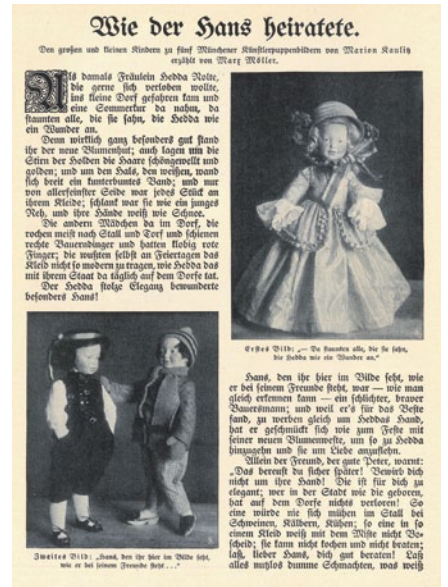 Wie der Hans heiratete.
Den großen und kleinen Kindern zu fünf Münchener Künstlerpuppenbildern von Marion Kaulitz
erzählt von Marx Möller.
Als damals Fräulein Hedda Nolte,
die gerne sich verloben wollte,
ins kleine Dorf gefahren kam und
eine Sommerkur da nahm, da
staunten alle, die sie sahn, die Hedda wie
ein Wunder an.
Denn wirklich ganz besonders gut stand
ihr der neue Blumenhut; auch lagen um die
Stirn der Holden die Haare schöngewellt und
golden; und um den Hals, den weißen, wand
sich breit ein kunterbuntes Band; und nur
von allerfeinster Seide war jedes Stück an
ihrem Kleide; schlank war sie wie ein junges
Reh, und ihre Hände weiß wie Schnee.
Die andern Mädchen da im Dorf, die
rochen meist nach Stall und Torf und schienen
rechte Bauerndinger und hatten klobig rote
Finger; die wußten selbst an Feiertagen das
Kleid nicht so modern zu tragen, wie Hedda das
mit ihrem Staat da täglich auf dem Dorfe tat.
Der Hedda stolze Eleganz bewunderte
besonders Hans!
Zweites Bild: „Hans, den ihr hier im Bilde seht,
wie er bei seinem Freunde steht . . .“
Erstes Bild: „— Da staunten alle, die sie sahn,
die Hedda wie ein Wunder an.“
Hans, den ihr hier im Bilde seht, wie
er bei seinem Freunde steht, war — wie man
gleich erkennen kann — ein schlichter, braver
Bauersmann; und weil er's für das Beste
fand, zu werben gleich um Heddas Hand,
hat er geschmückt sich wie zum Feste mit
seiner neuen Blumenweste, um so zu Hedda
hinzugehn und sie um Liebe anzuflehn.
Allein der Freund, der gute Peter, warnt:
„Das bereust du sicher später! Bewirb dich
nicht um ihre Hand! Die ist für dich zu
elegant; wer in der Stadt wie die geboren,
hat auf dem Dorfe nichts verloren! So
eine würde nie sich mühen im Stall bei
Schweinen, Kälbern, Kühen; so eine in so
einem Kleid weiß mit dem Miste nicht Be-
scheid; sie kann nicht kochen und nicht braten;
laß, lieber Hans, dich gut beraten! Laß
alles nutzlos dumme Schmachten, was weiß